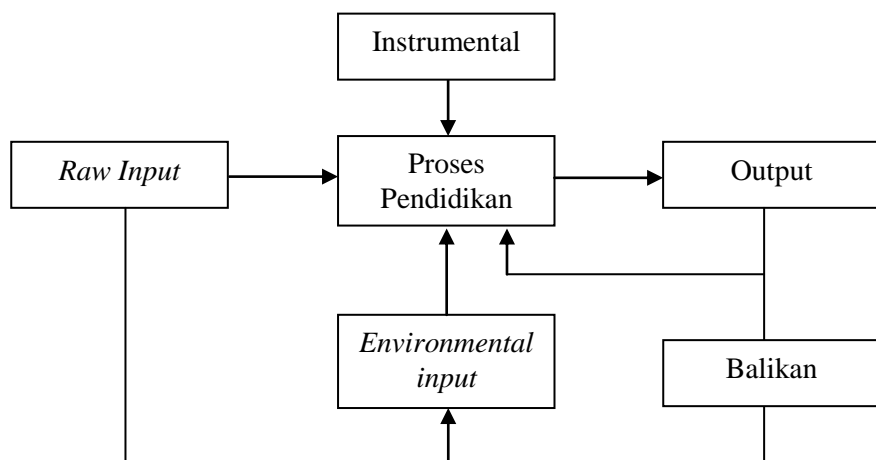 Instrumental
Raw Input
Proses
Pendidikan
Output
Environmental
input
Balikan